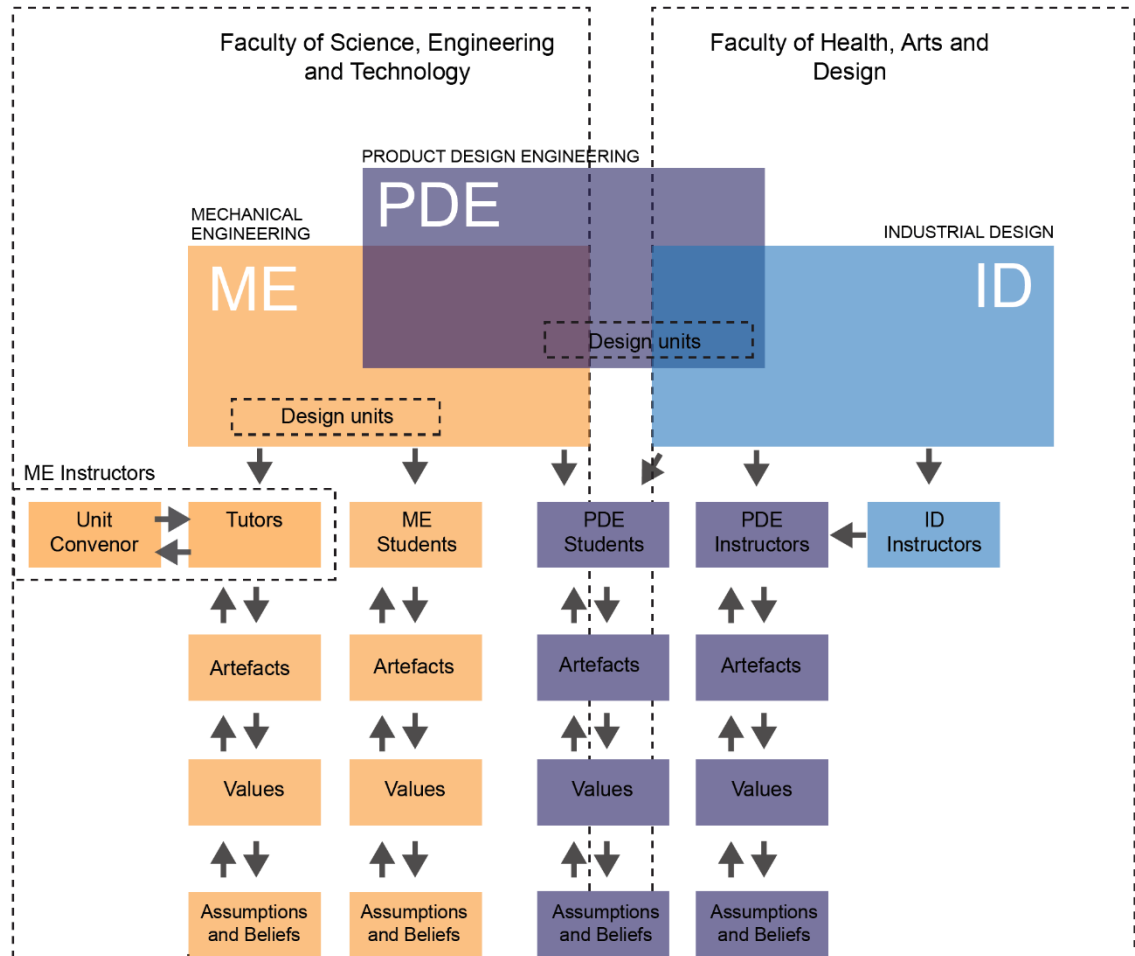 Faculty of Science, Engineering
and Technology
Faculty of Health, Arts and
Design
PRODUCT DESIGN ENGINEERING
PDE
MECHANICAL
ENGINEERING
ME
INDUSTRIAL DESIGN
ID
Design units
Design units
ME Instructors
Unit
Convenor
Tutors
ME
Students
PDE
Students
PDE
Instructors
ID
Instructors
Artefacts
Artefacts
Artefacts
Artefacts
Values
Values
Values
Values
Assumptions
and Beliefs
Assumptions
and Beliefs
Assumptions
and Beliefs
Assumptions
and Beliefs